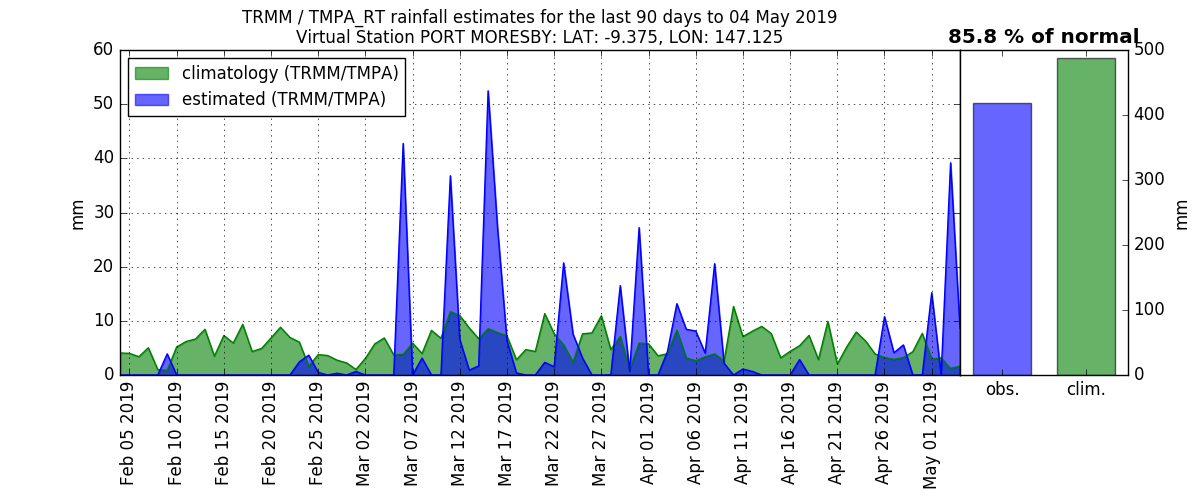 TRMM / TMPA_RT rainfall estimates for the last 90 days to 04 May 2019
Virtual Station PORT MORESBY: LAT: -9.375, LON: 147.125
85.8 % of normal
climatology (TRMM/TMPA)
estimated (TRMM/TMPA)
60
50
40
30
20
10
0
mm
Feb 05 2019
Feb 10 2019
Feb 15 2019
Feb 20 2019
Feb 25 2019
Mar 02 2019
Mar 07 2019
Mar 12 2019
Mar 17 2019
Mar 22 2019
Mar 27 2019
Apr 01 2019
Apr 06 2019
Apr 11 2019
Apr 16 2019
Apr 21 2019
Apr 26 2019
May 01 2019
obs.
clim.
500
400
300
200
100
0
mm